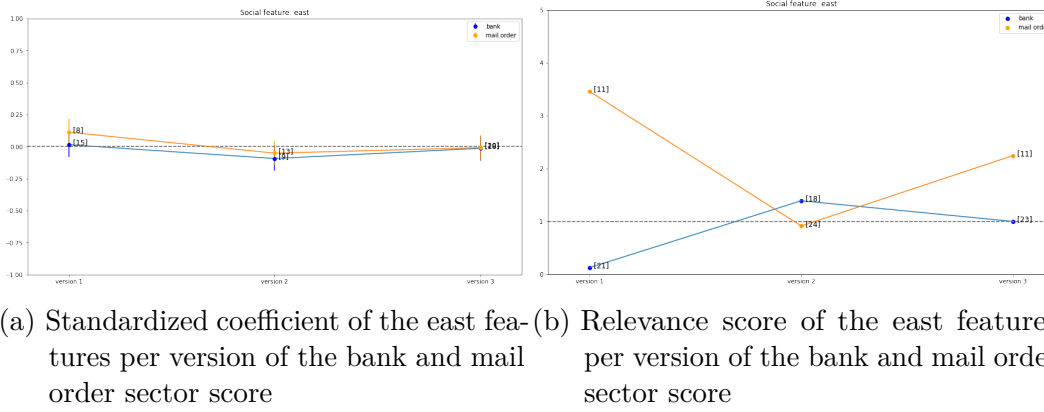 Social feature: east
bank
mail order
1.00
0.75
0.50
0.25
0.00
−0.25
−0.50
−0.75
−1.00
[8]
[15]
[13]
[9]
version 1
version 2
version 3
Social feature: east
bank
mail orde
5
4
3
2
1
0
[11]
[21]
[18]
[24]
[11]
[23]
version 1
version 2
version 3
(a) Standardized coefficient of the east fea-
tures per version of the bank and mail
order sector score
(b) Relevance score of the east feature
per version of the bank and mail orde
sector score